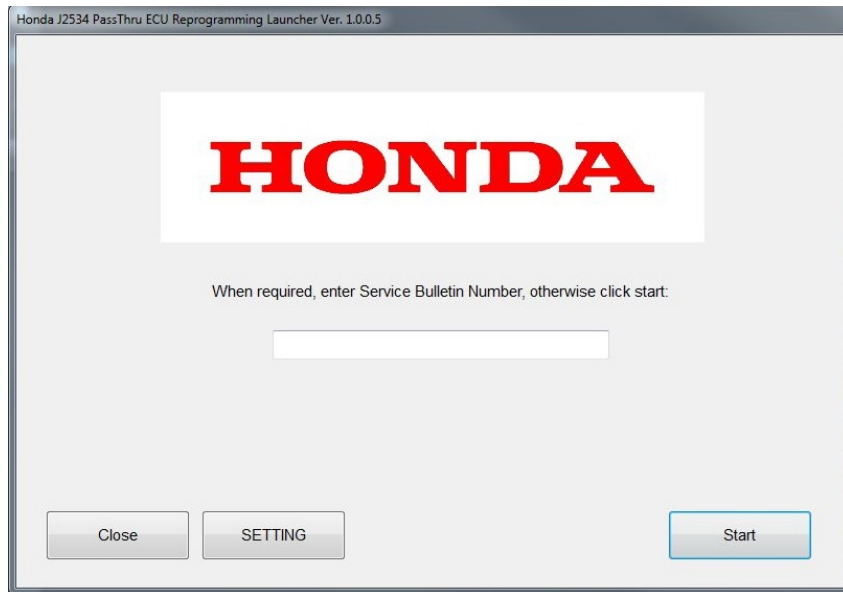 Honda J2534 PassThru ECU Reprogramming Launcher Ver. 1.0.0.5
HONDA
When required, enter Service Bulletin Number, otherwise click start:
Close
SETTING
Start